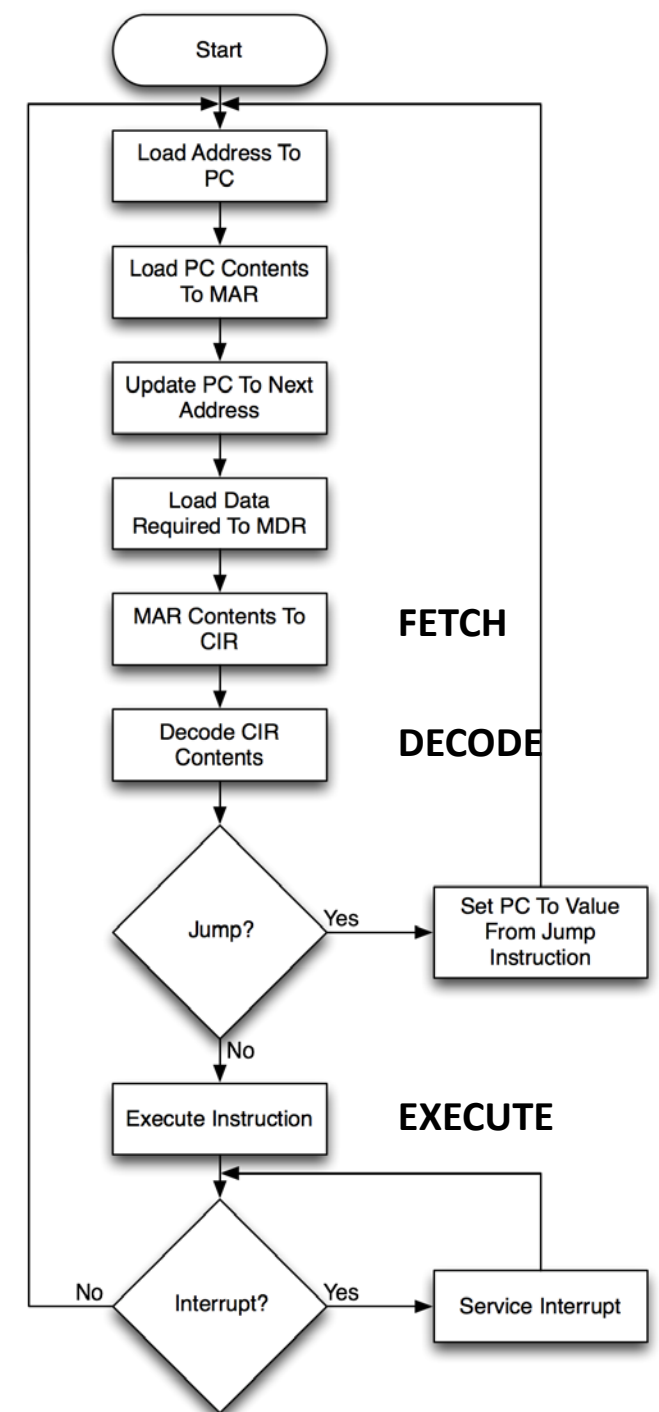 Start
Load Address To
PC
Load PC Contents
To MAR
Update PC To Next
Address
Load Data
Required To MDR
MAR Contents To
CIR
FETCH
Decode CIR
Contents
DECODE
Jump?
Yes
Set PC To Value
From Jump
Instruction
No
Execute Instruction
EXECUTE
No
Interrupt?
Yes
Service Interrupt